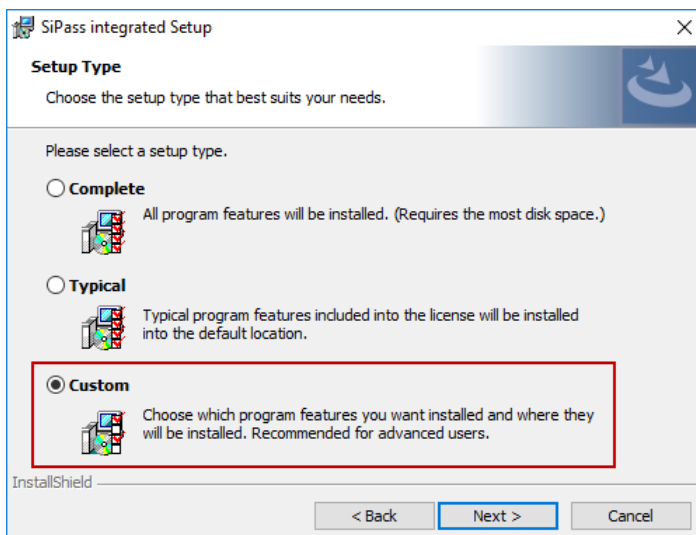 SiPass integrated Setup
Setup Type
Choose the setup type that best suits your needs.
Please select a setup type.
Complete
All program features will be installed. (Requires the most disk space.)
Typical
Typical program features included into the license will be installed
into the default location.
Custom
Choose which program features you want installed and where they
will be installed. Recommended for advanced users.
InstallShield
< Back
Next >
Cancel